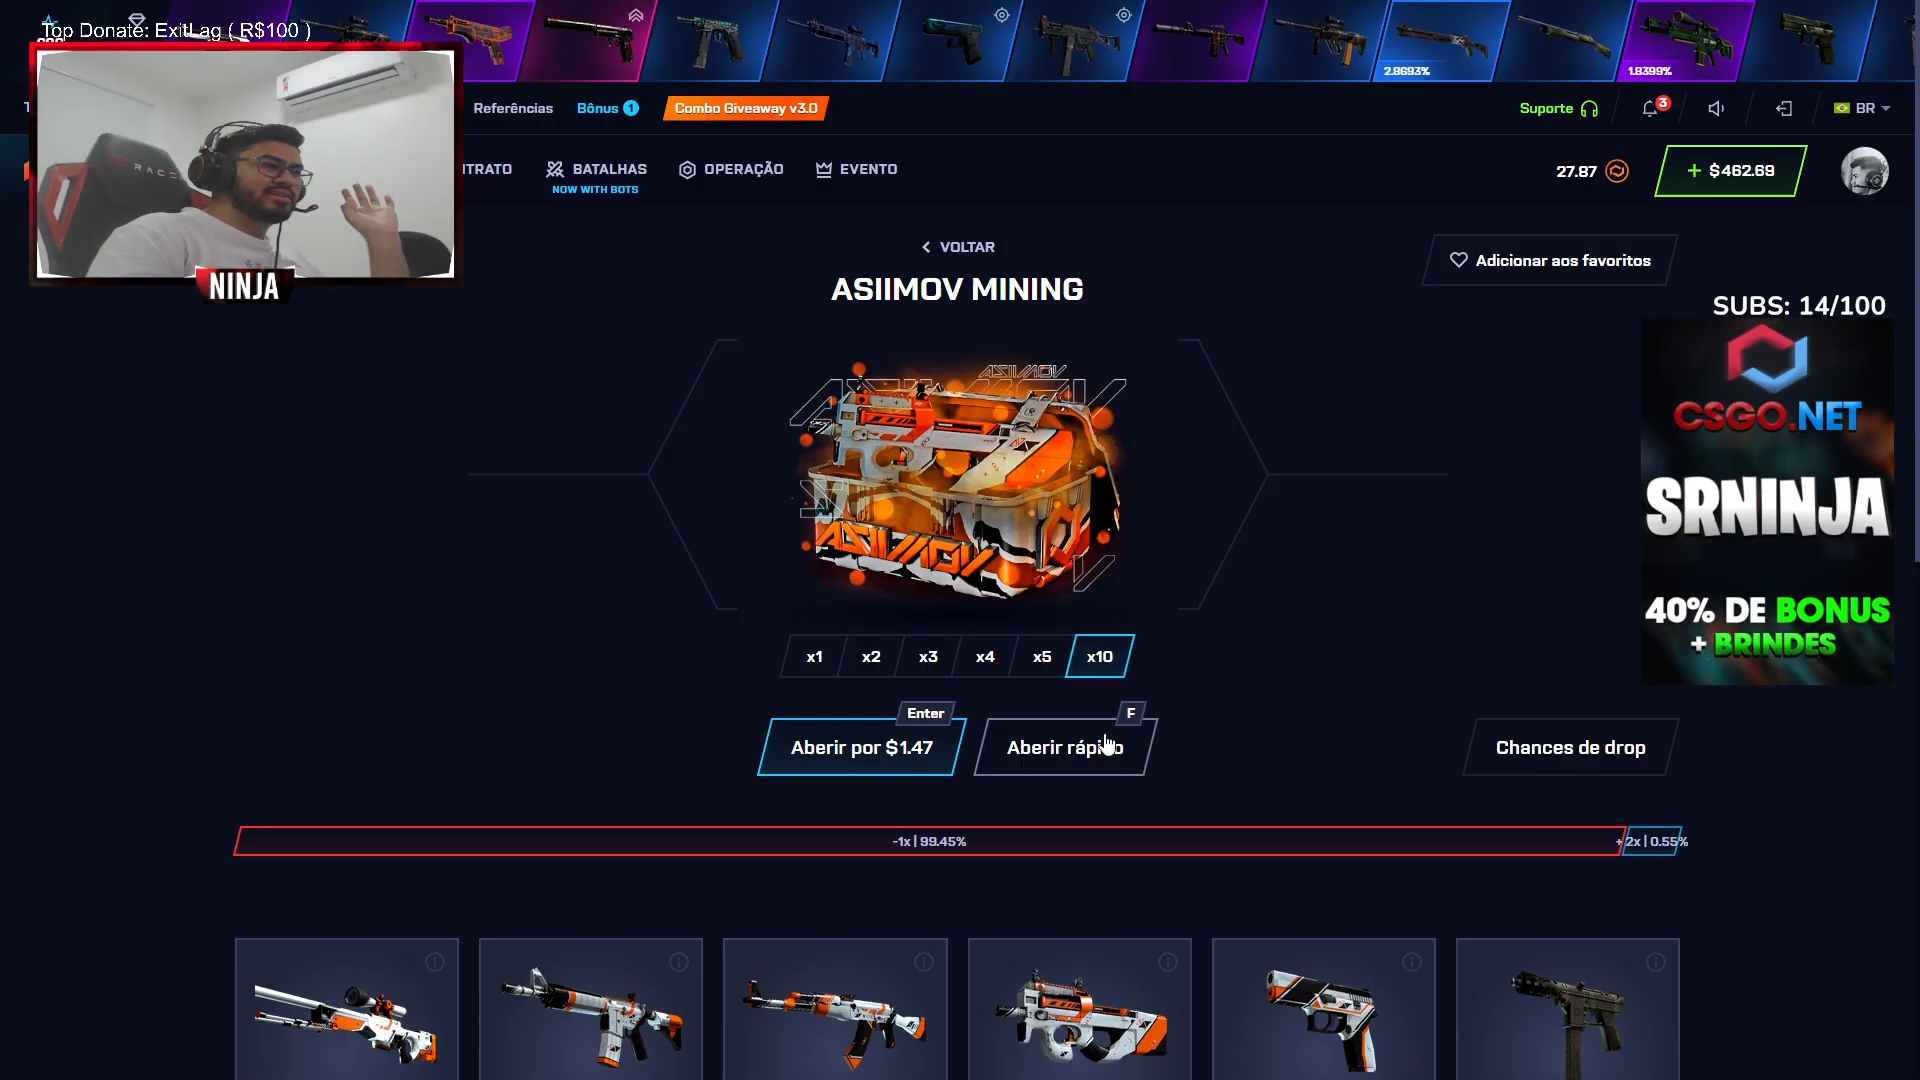 Top Donate: ExitLag ( R$100 )
2.8693%
1.8399%
Referências
Bônus 1
Combo Giveaway v3.0
Suporte
3
BR
NTRATO
BATALHAS
NOW WITH BOTS
OPERAÇÃO
EVENTO
27.87
+ $462.69
RACE
NINJA
VOLTAR
ASIIMOV MINING
Adicionar aos favoritos
SUBS: 14/100
CSGO.NET
SRNINJA
40% DE BONUS
+ BRINDES
ASIIMOV
ASIIMOV
x1
x2
x3
x4
x5
x10
Enter
F
Aberir por $1.47
Aberir rápido
Chances de drop
-1x | 99.45%
+2x | 0.55%